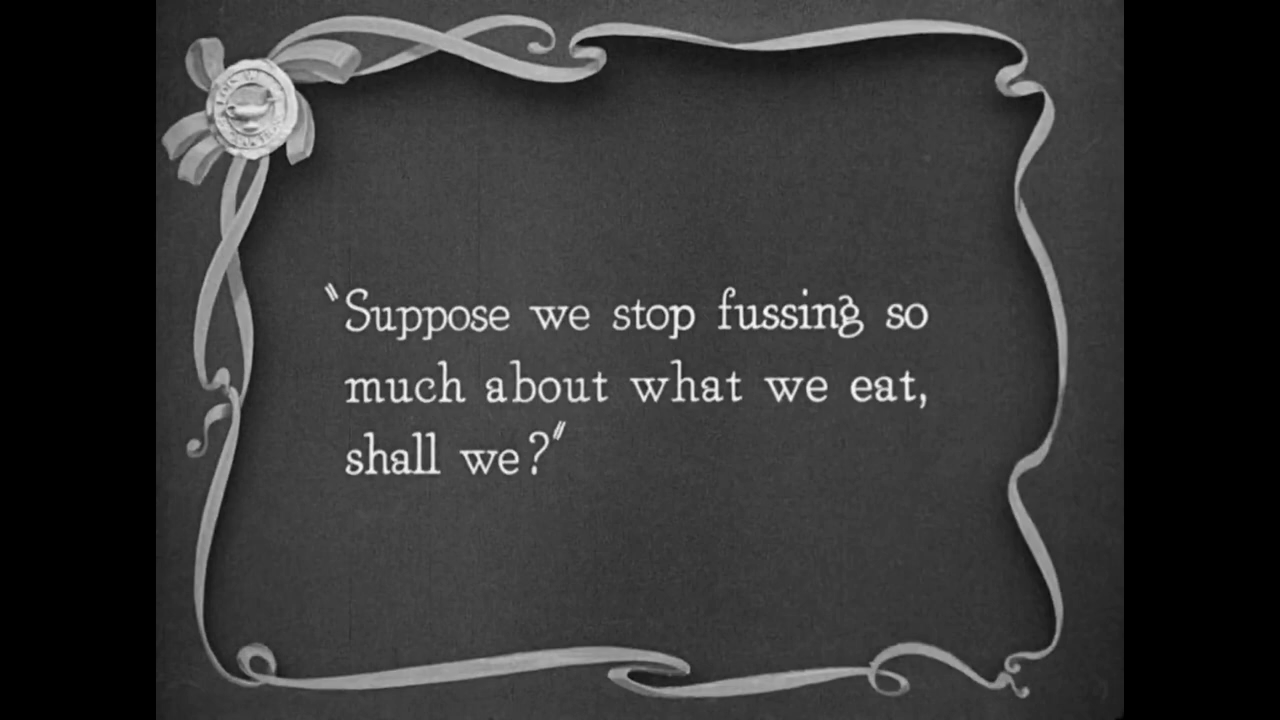 "Suppose we stop fussing so
much about what we eat,
shall we?"